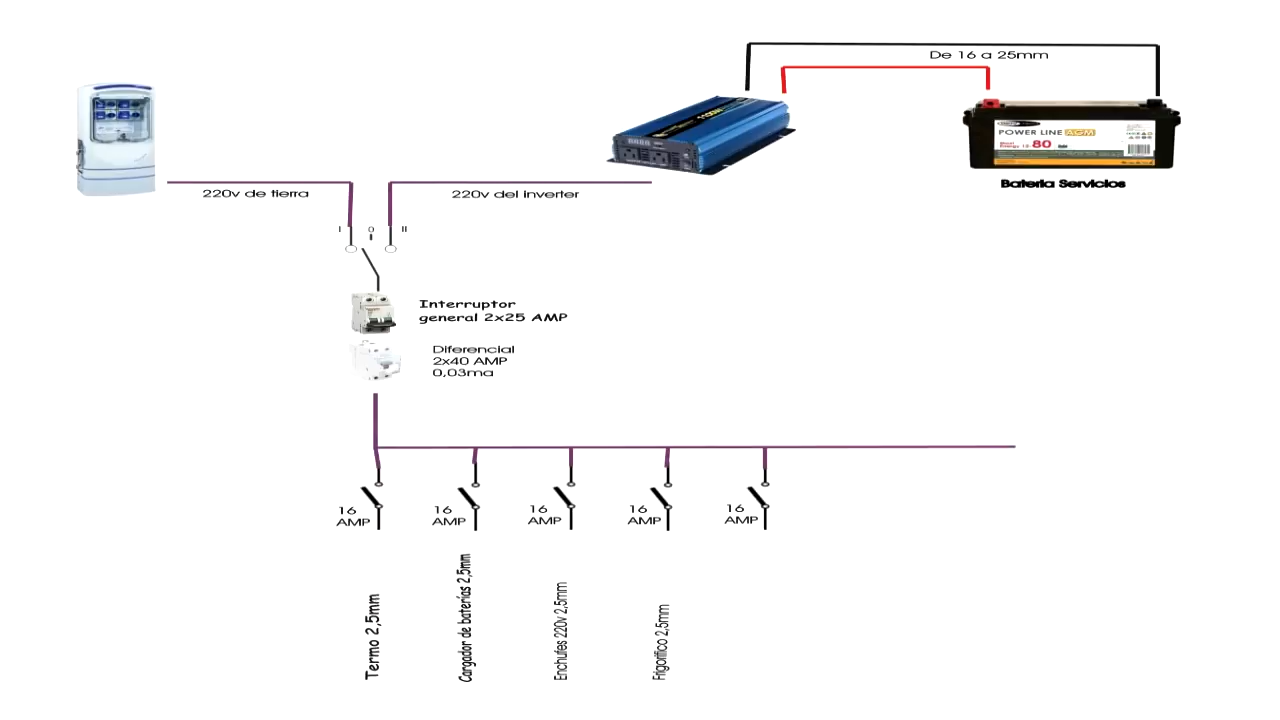 De 16 a 25mm
1100W
POWER LINE AGM
80
Batería Servicios
220v de tierra
220v del inverter
I
0
II
Interruptor
general 2x25 AMP
Diferencial
2x40 AMP
0,03ma
16
AMP
16
AMP
16
AMP
16
AMP
16
AMP
Termo 2,5mm
Cargador de baterías 2,5mm
Enchufes 220v 2,5mm
Frigorifico 2,5mm